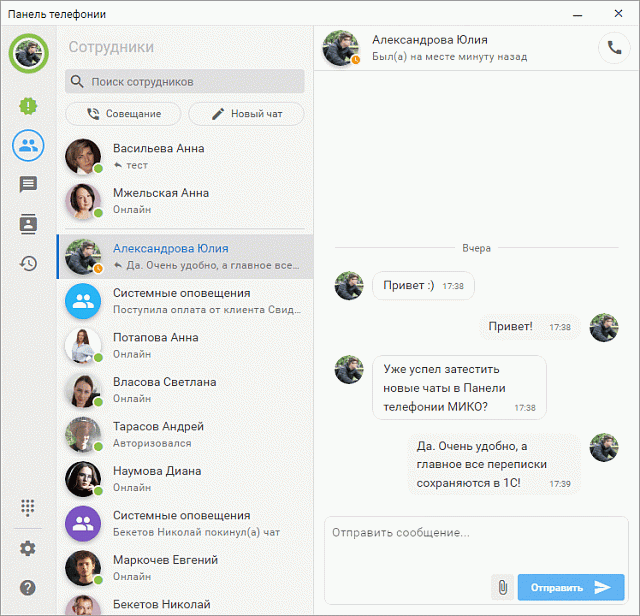 Панель телефонии
Сотрудники
Поиск сотрудников
Совещание
Новый чат
Васильева Анна
тест
Мжельская Анна
Онлайн
Александрова Юлия
Да. Очень удобно, а главное все...
Системные оповещения
Поступила оплата от клиента Свид...
Потапова Анна
Онлайн
Власова Светлана
Онлайн
Тарасов Андрей
Авторизовался
Наумова Диана
Онлайн
Системные оповещения
Бекетов Николай покинул(а) чат
Маркочев Евгений
Онлайн
Бекетов Николай
Александрова Юлия
Был(а) на месте минуту назад
Вчера
Привет :) 17:38
Привет! 17:38
Уже успел затестить
новые чаты в Панели
телефонии МИКО? 17:38
Да. Очень удобно, а
главное все переписки
сохраняются в 1С! 17:39
Отправить сообщение...
Отправить